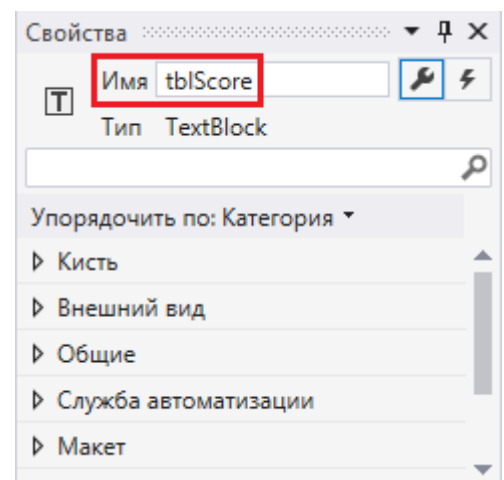 Свойства
Имя tblScore
T
Тип TextBlock
Упорядочить по: Категория
Кисть
Внешний вид
Общие
Служба автоматизации
Макет